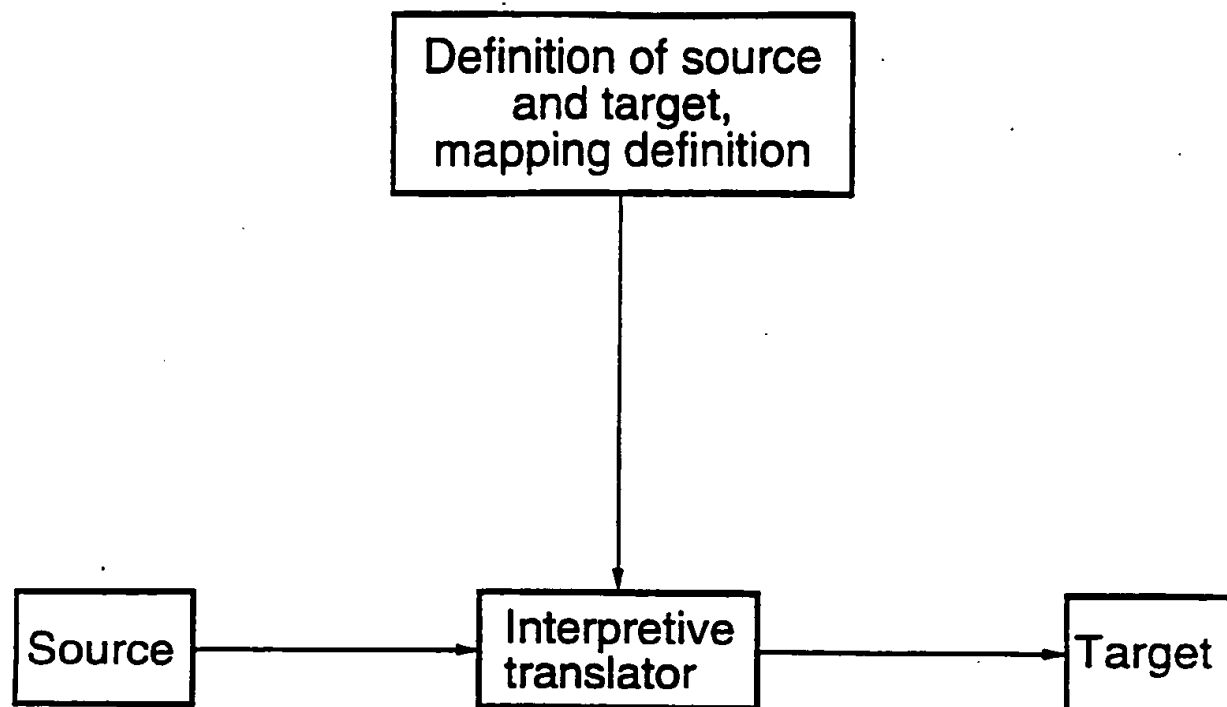 Definition of source
and target,
mapping definition
Source
Interpretive
translator
Target